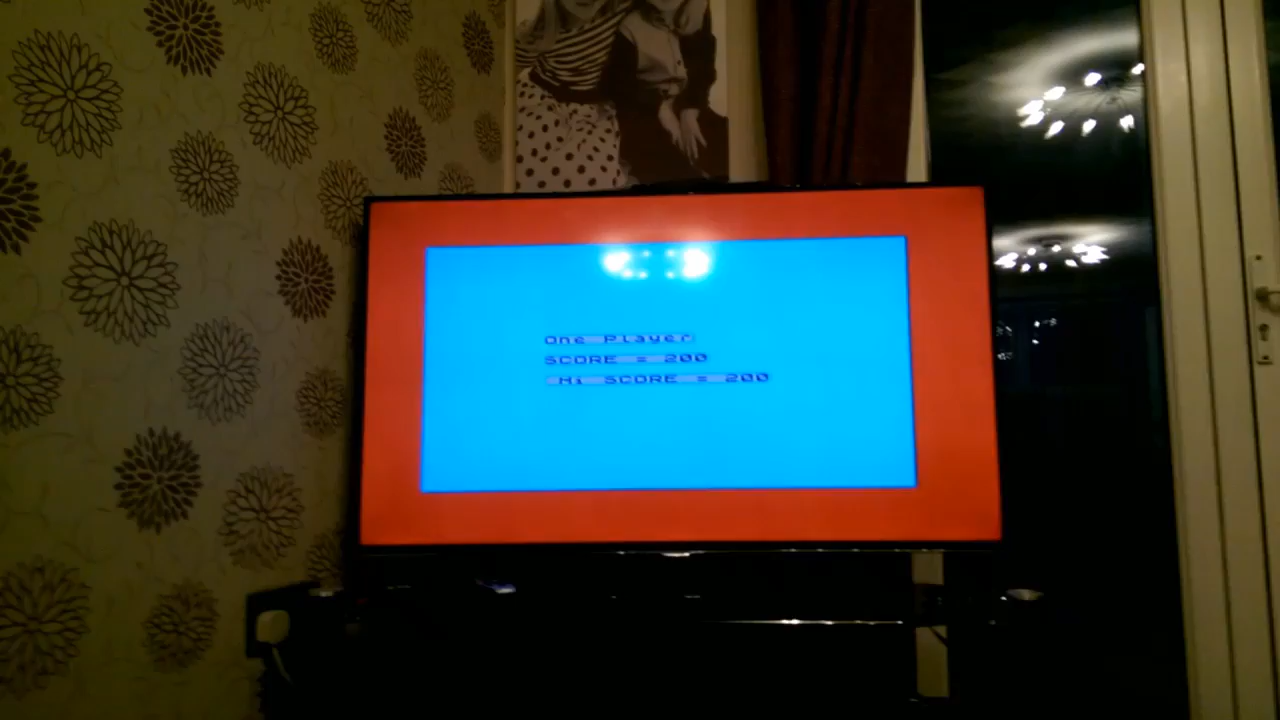 One Player
SCORE = 200
Hi SCORE = 200